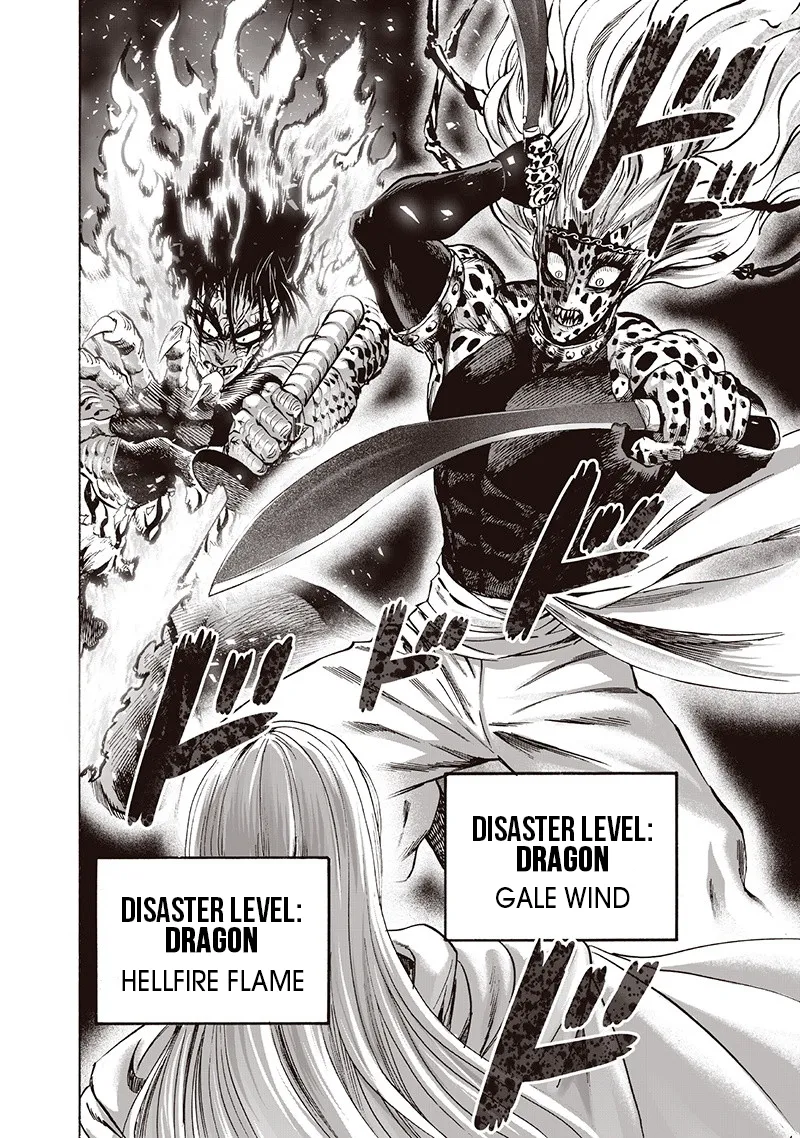 ドド
ド
ド
ド
DISASTER LEVEL:
DRAGON
GALE WIND
DISASTER LEVEL:
DRAGON
HELLFIRE FLAME
ド